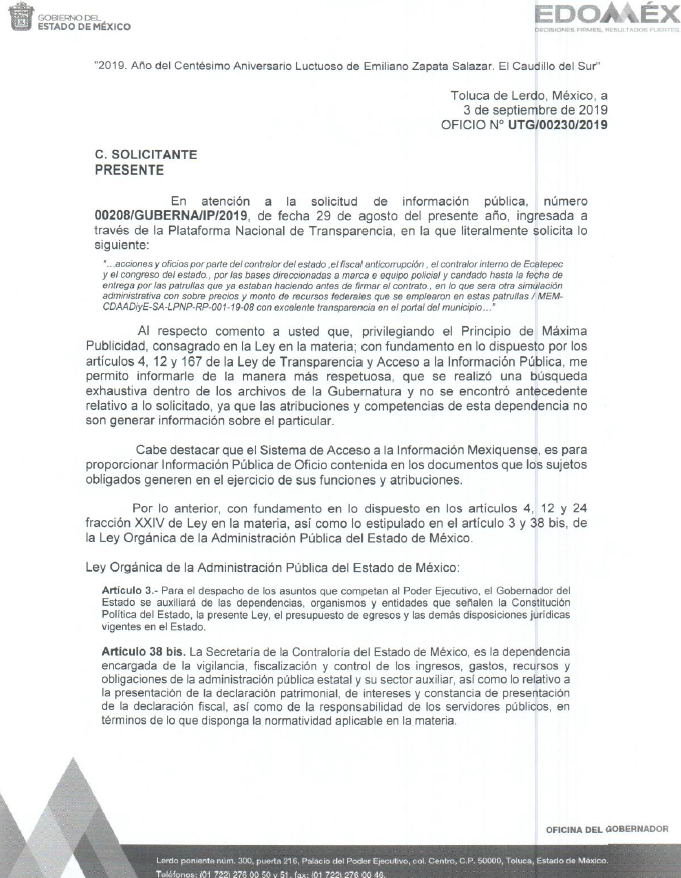 GOBIERNO DEL
ESTADO DE MÉXICO
EDOMÉX
DECISIONES FIRMES, RESULTADOS FUERTES.
"2019. Año del Centésimo Aniversario Luctuoso de Emiliano Zapata Salazar. El Caudillo del Sur"
Toluca de Lerdo, México, a
3 de septiembre de 2019
OFICIO N° UTG/00230/2019
C. SOLICITANTE
PRESENTE
En atención a la solicitud de información pública, número
00208/GUBERNA/IP/2019, de fecha 29 de agosto del presente año, ingresada a
través de la Plataforma Nacional de Transparencia, en la que literalmente solicita lo
siguiente:
"...acciones y oficios por parte del contralor del estado ,el fiscal anticorrupción , el contralor interno de Ecatepec
y el congreso del estado., por las bases direccionadas a marca e equipo policial y candado hasta la fecha de
entrega por las patrullas que ya estaban haciendo antes de firmar el contrato., en lo que sera otra simulación
administrativa con sobre precios y monto de recursos federales que se emplearon en estas patrullas / MEM-
CDAADiyE-SA-LPNP-RP-001-19-08 con excelente transparencia en el portal del municipio..."
Al respecto comento a usted que, privilegiando el Principio de Máxima
Publicidad, consagrado en la Ley en la materia; con fundamento en lo dispuesto por los
artículos 4, 12 y 167 de la Ley de Transparencia y Acceso a la Información Pública, me
permito informarle de la manera más respetuosa, que se realizó una búsqueda
exhaustiva dentro de los archivos de la Gubernatura y no se encontró antecedente
relativo a lo solicitado, ya que las atribuciones y competencias de esta dependencia no
son generar información sobre el particular.
Cabe destacar que el Sistema de Acceso a la Información Mexiquense, es para
proporcionar Información Pública de Oficio contenida en los documentos que los sujetos
obligados generen en el ejercicio de sus funciones y atribuciones.
Por lo anterior, con fundamento en lo dispuesto en los artículos 4, 12 y 24
fracción XXIV de Ley en la materia, así como lo estipulado en el artículo 3 y 38 bis, de
la Ley Orgánica de la Administración Pública del Estado de México.
Ley Orgánica de la Administración Pública del Estado de México:
Artículo 3.- Para el despacho de los asuntos que competan al Poder Ejecutivo, el Gobernador del
Estado se auxiliará de las dependencias, organismos y entidades que señalen la Constitución
Política del Estado, la presente Ley, el presupuesto de egresos y las demás disposiciones jurídicas
vigentes en el Estado.
Artículo 38 bis. La Secretaría de la Contraloría del Estado de México, es la dependencia
encargada de la vigilancia, fiscalización y control de los ingresos, gastos, recursos y
obligaciones de la administración pública estatal y su sector auxiliar, así como lo relativo a
la presentación de la declaración patrimonial, de intereses y constancia de presentación
de la declaración fiscal, así como de la responsabilidad de los servidores públicos, en
términos de lo que disponga la normatividad aplicable en la materia.
OFICINA DEL GOBERNADOR
Lerdo poniente núm. 300, puerta 216, Palacio del Poder Ejecutivo, col. Centro, C.P. 50000, Toluca, Estado de México.
Teléfonos: (01 722) 276 00 50 y 51, fax: (01 722) 276 00 46.